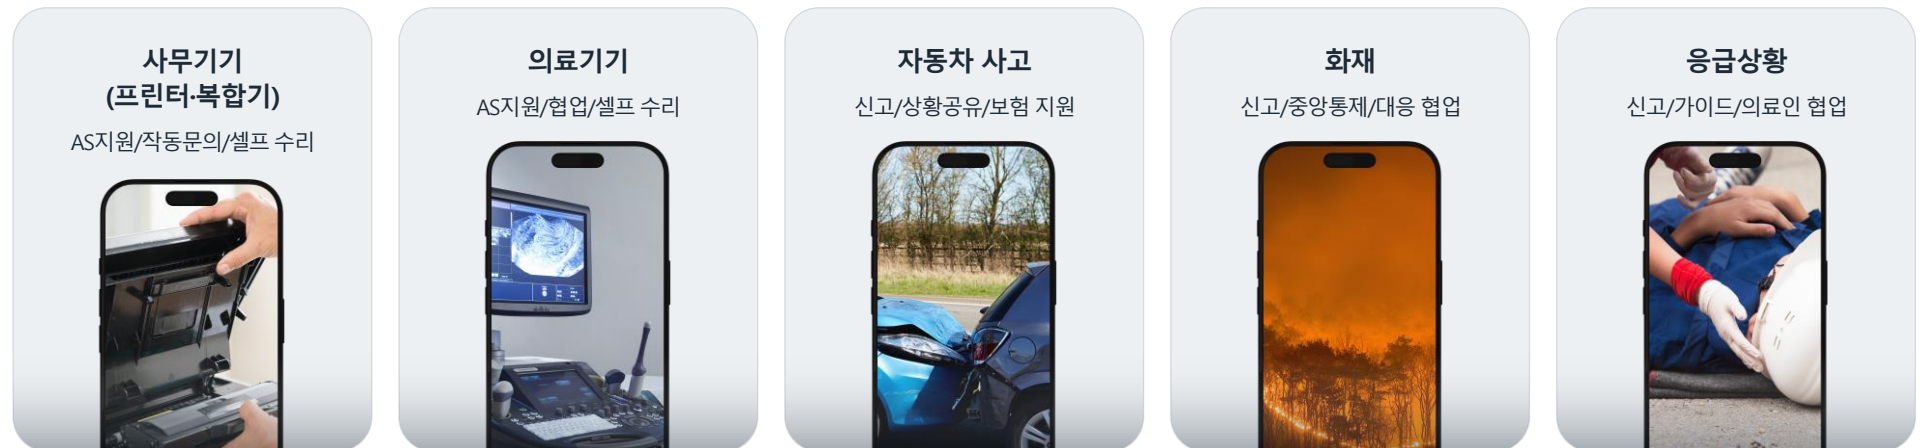 사무기기
(프린터·복합기)
AS지원/작동문의/셀프 수리
의료기기
AS지원/협업/셀프 수리
자동차 사고
신고/상황공유/보험 지원
화재
신고/중앙통제/대응 협업
응급상황
신고/가이드/의료인 협업